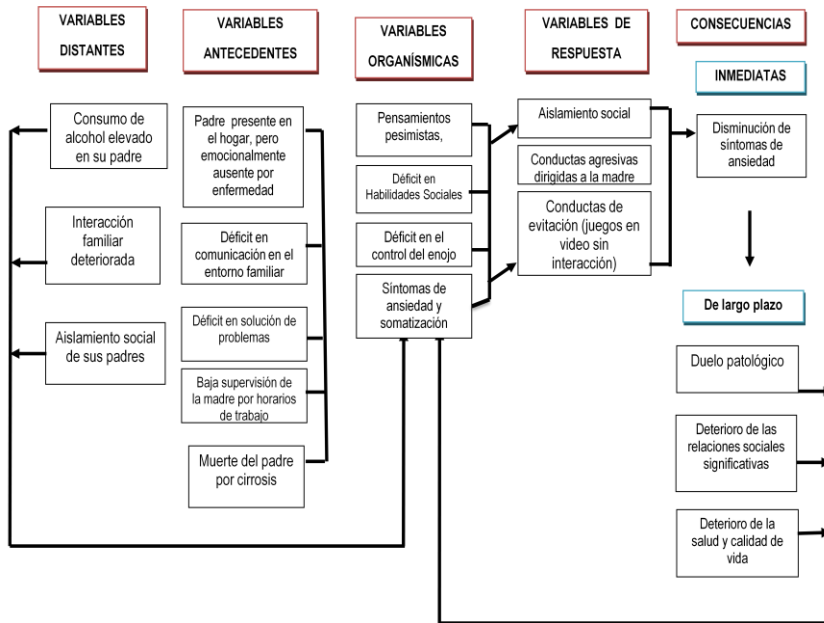 VARIABLES
DISTANTES
Consumo de
alcohol elevado
en su padre
Interacción
familiar
deteriorada
Aislamiento social
de sus padres
VARIABLES
ANTECEDENTES
Padre presente en
el hogar, pero
emocionalmente
ausente por
enfermedad
Déficit en
comunicación en el
entorno familiar
Déficit en solución de
problemas
Baja supervisión de
la madre por horarios
de trabajo
Muerte del padre
por cirrosis
VARIABLES
ORGANÍSMICAS
Pensamientos
pesimistas,
Déficit en
Habilidades Sociales
Déficit en el
control del enojo
Síntomas de
ansiedad y
somatización
VARIABLES DE
RESPUESTA
Aislamiento social
Conductas agresivas
dirigidas a la madre
Conductas de
evitación (juegos en
video sin
interacción)
CONSECUENCIAS
INMEDIATAS
Disminución de
síntomas de
ansiedad
De largo plazo
Duelo patológico
Deterioro de las
relaciones sociales
significativas
Deterioro de la
salud y calidad de
vida